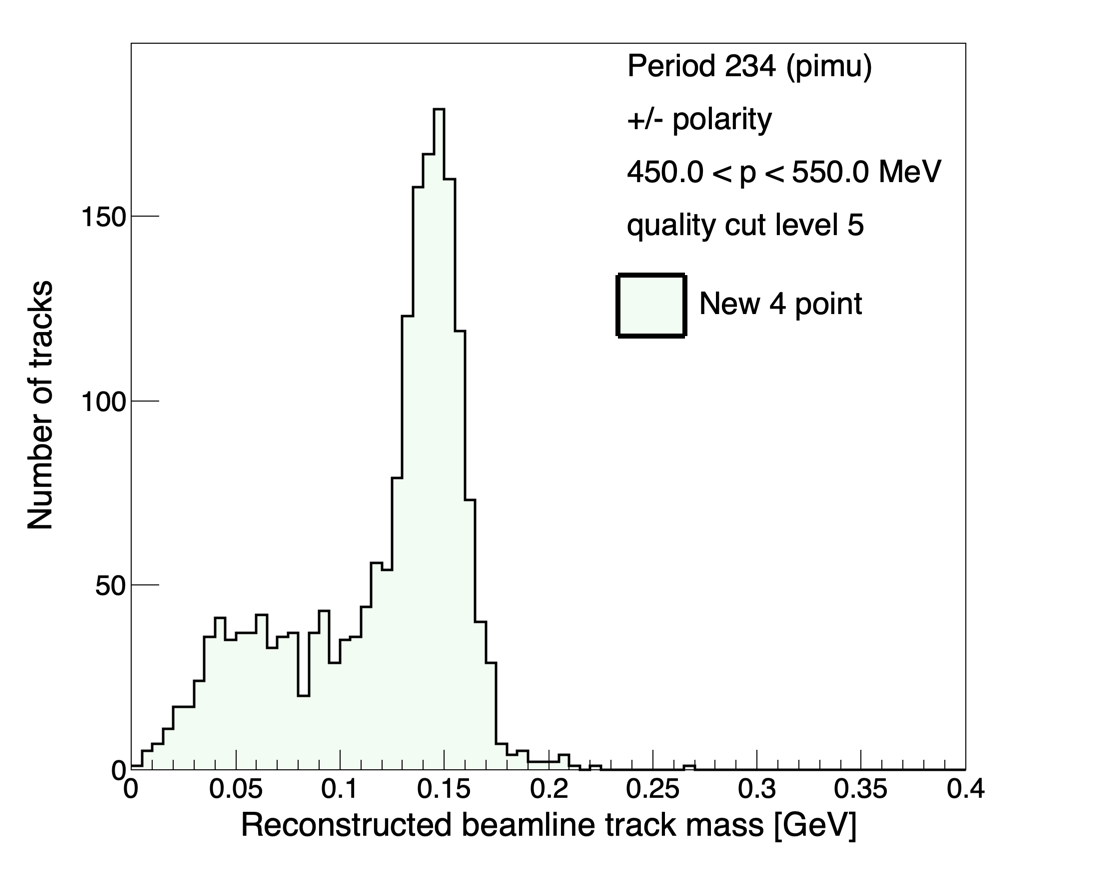 Period 234 (pimu)
+/- polarity
450.0 < p < 550.0 MeV
quality cut level 5
New 4 point
Number of tracks
150
100
50
0
0 0.05 0.1 0.15 0.2 0.25 0.3 0.35 0.4
Reconstructed beamline track mass [GeV]